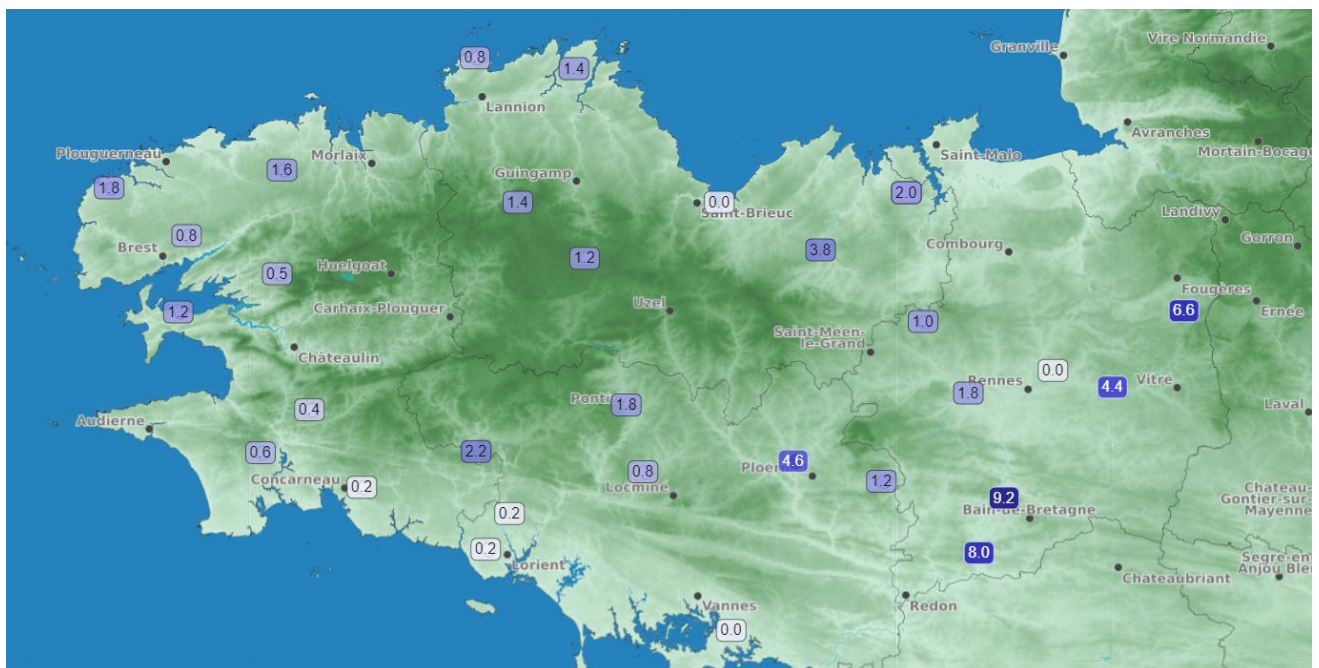 Granville
Vire Normandie
0.8
1.4
Lannion
Avranches
Mortain-Bocage
Plouguerneau
Morlaix
Saint-Malo
1.6
Guingamp
1.8
1.4
0.0
2.0
Saint-Brieuc
Landivy
Brest
0.8
1.2
3.8
Combourg
Gorron
Huelgoat
0.5
Fougères
Carhaix-Plouguer
Uzel
1.2
1.0
6.6
Ernée
Saint-Méen-
le-Grand
Châteaulin
Rennes
0.0
Vitré
4.4
1.8
Pontivy
1.8
Laval
0.4
Audierne
0.6
2.2
4.6
Concarneau
0.2
0.8
Locminé
1.2
Château-
Gontier-sur-
Mayenne
9.2
Bain-de-Bretagne
0.2
0.2
Lorient
8.0
Segré-en-
Anjou Bleu
Châteaubriant
Vannes
Redon
0.0